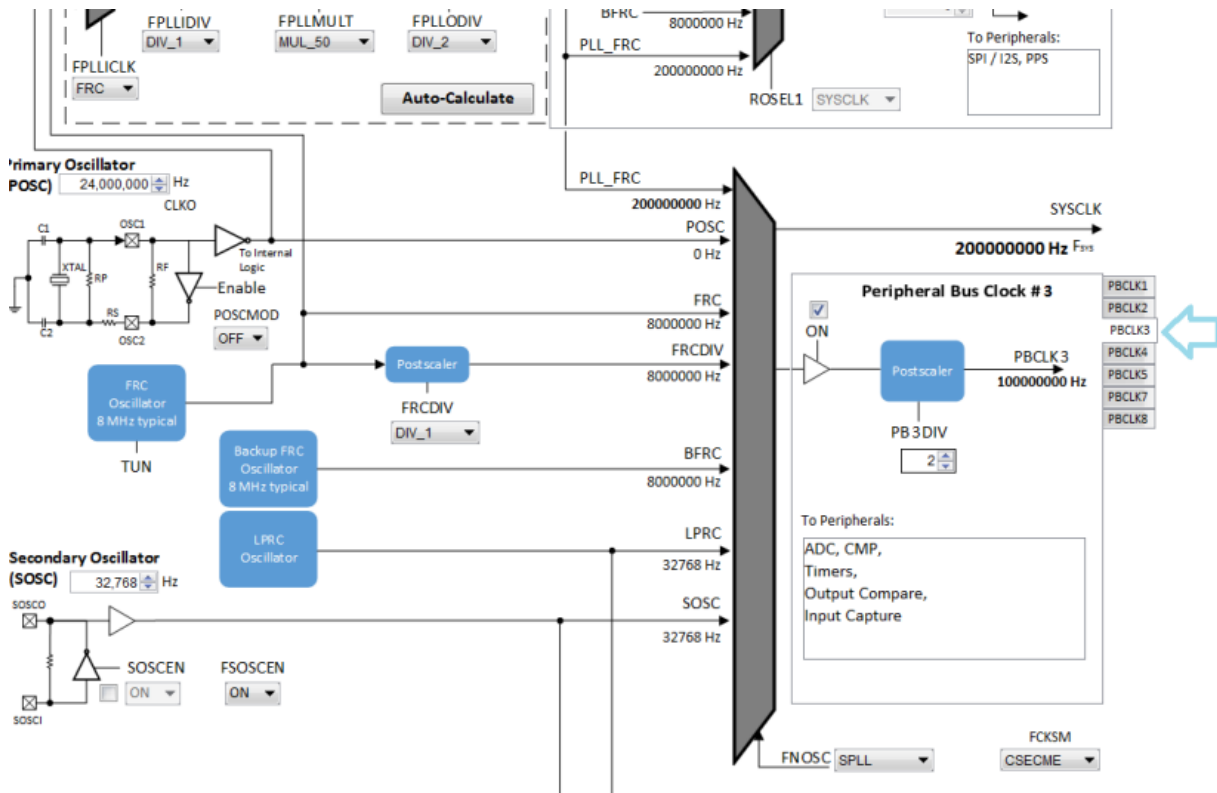 FPLLIDIV
DIV_1
FPLLMULT
MUL_50
FPLLODIV
DIV_2
FPLLICLK
FRC
Auto-Calculate
BFRC
8000000 Hz
PLL_FRC
200000000 Hz
ROSEL1 SYSCLK
To Peripherals:
SPI / I2S, PPS
Primary Oscillator
(POSC) 24,000,000 Hz
CLKO
C1
OSC1
XTAL
RP
RF
To Internal
Logic
Enable
RS
C2
OSC2
POSCMOD
OFF
FRC
Oscillator
8 MHz typical
TUN
Postscaler
FRCDIV
DIV_1
Backup FRC
Oscillator
8 MHz typical
LPRC
Oscillator
Secondary Oscillator
(SOSC) 32,768 Hz
SOSCO
SOSCI
SOSCEN
ON
FSOSCEN
ON
PLL_FRC
200000000 Hz
POSC
0 Hz
FRC
8000000 Hz
FRCDIV
8000000 Hz
BFRC
8000000 Hz
LPRC
32768 Hz
SOSC
32768 Hz
SYSCLK
200000000 Hz FSYS
Peripheral Bus Clock # 3
ON
Postscaler
PBCLK3
100000000 Hz
PB3DIV
2
To Peripherals:
ADC, CMP,
Timers,
Output Compare,
Input Capture
PBCLK1
PBCLK2
PBCLK3
PBCLK4
PBCLK5
PBCLK7
PBCLK8
FNOSC SPLL
FCKSM
CSECME